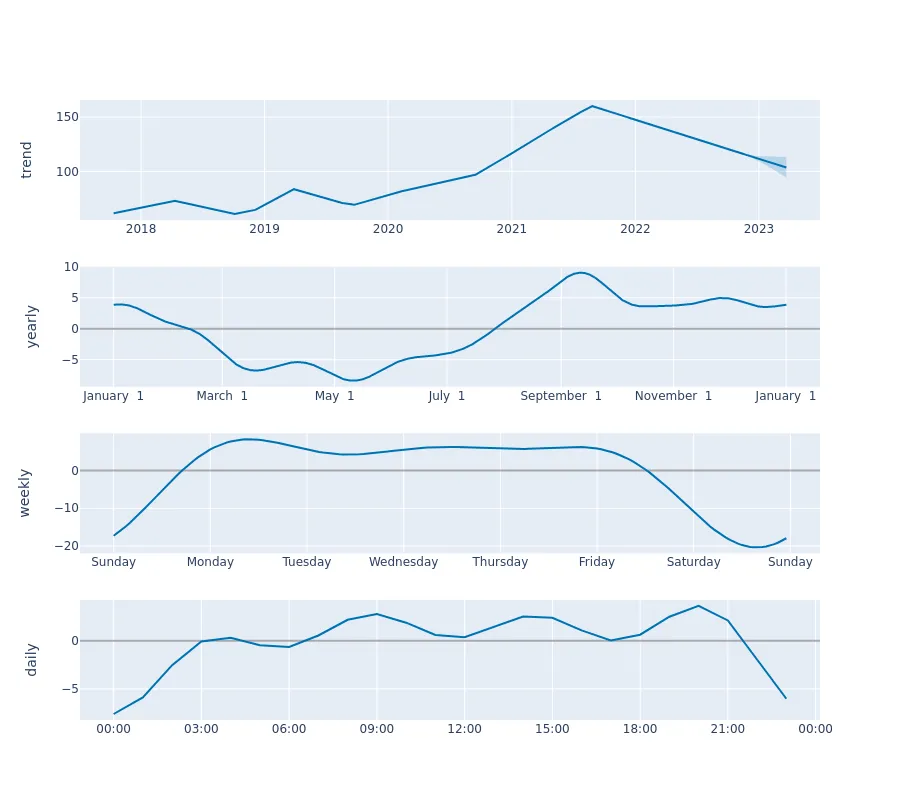 trend
150
100
2018 2019 2020 2021 2022 2023
yearly
10
5
0
−5
January 1 March 1 May 1 July 1 September 1 November 1 January 1
weekly
0
−10
−20
Sunday Monday Tuesday Wednesday Thursday Friday Saturday Sunday
daily
0
−5
00:00 03:00 06:00 09:00 12:00 15:00 18:00 21:00 00:00